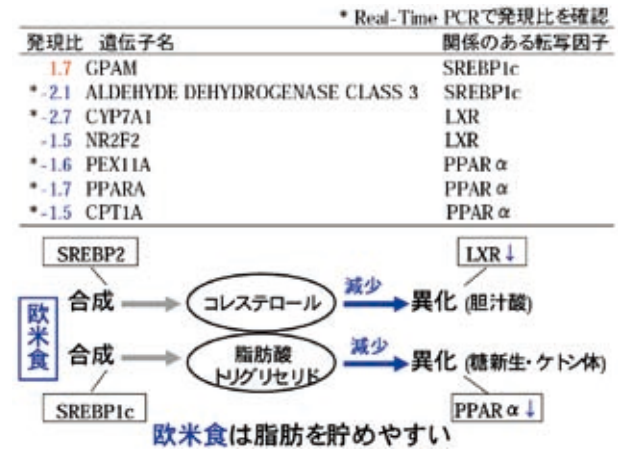 * Real-Time PCRで発現比を確認
発現比 遺伝子名 関係のある転写因子
1.7 GPAM SREBP1c
*-2.1 ALDEHYDE DEHYDROGENASE CLASS 3 SREBP1c
*-2.7 CYP7A1 LXR
-1.5 NR2F2 LXR
*-1.6 PEX11A PPARα
*-1.7 PPARA PPARα
*-1.5 CPT1A PPARα
SREBP2 LXR↓
合成 コレステロール 減少 異化 (胆汁酸)
欧米食
合成 脂肪酸 トリグリセリド 減少 異化 (糖新生・ケトン体)
SREBP1c PPARα↓
欧米食は脂肪を貯めやすい